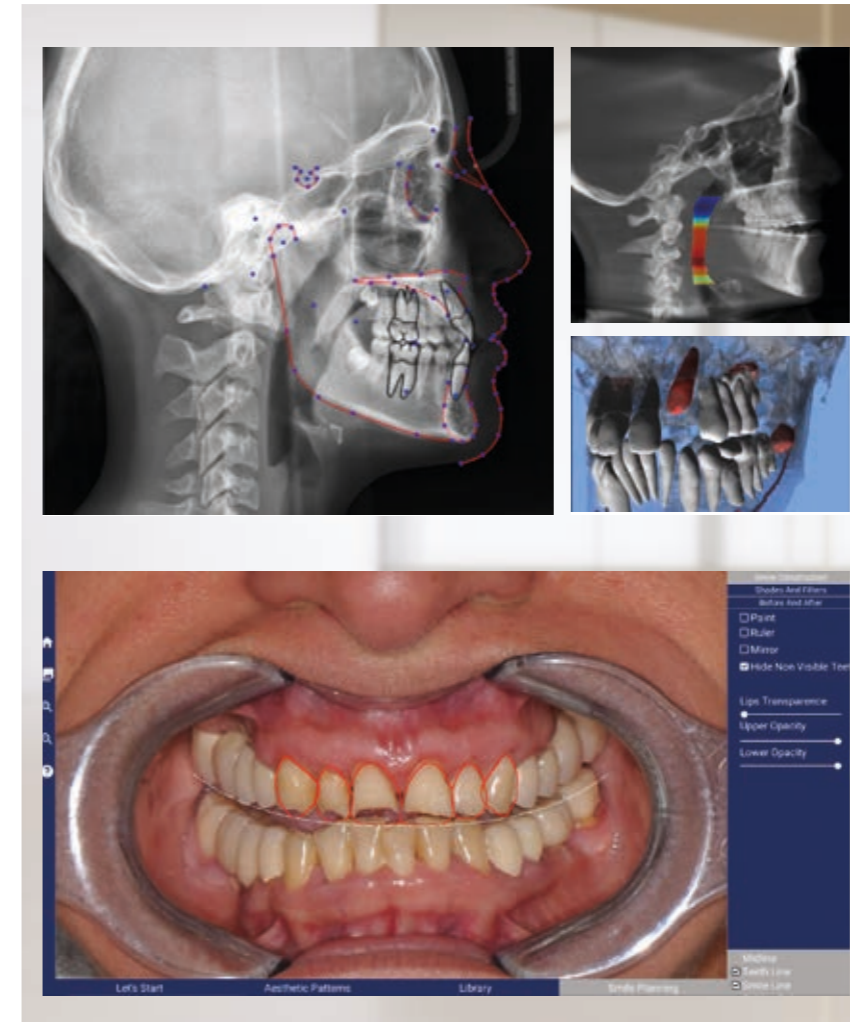 Shades And Filters
Before And After
Paint
Ruler
Mirror
Hide Non Visible Teet
Lips Transparence
Upper Opacity
Lower Opacity
Midline
Teeth Line
Smile Line
Let's Start
Aesthetic Patterns
Library
Smile Planning